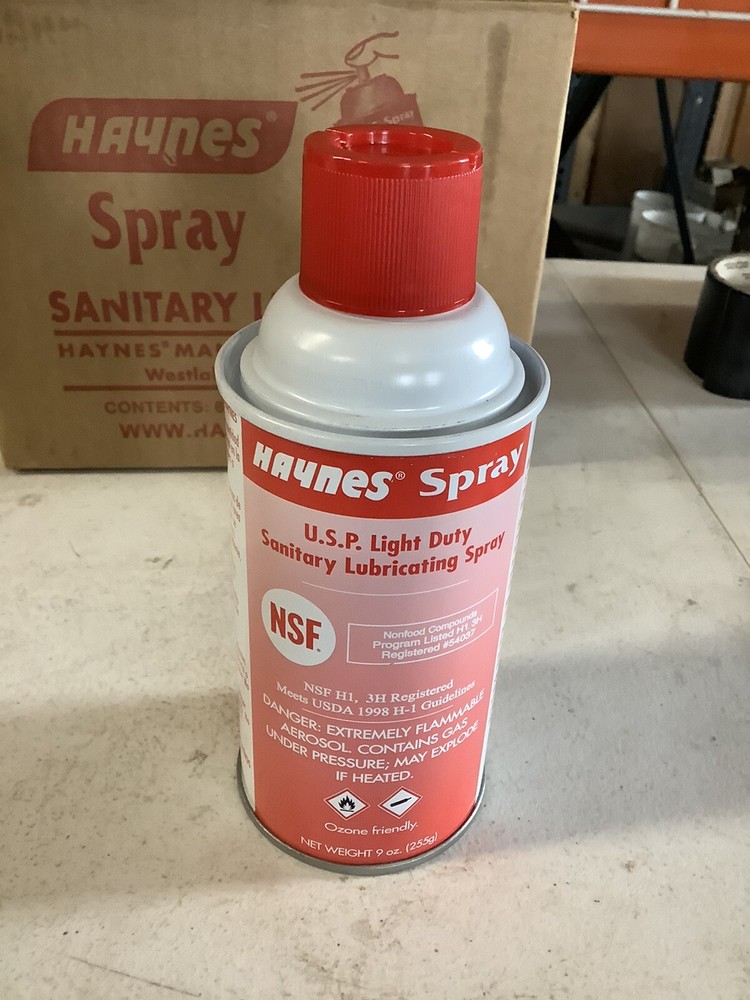 HAYNES®
Spray
Spray
SANITARY
HAYNES® MA
Westla
CONTENTS:
WWW.
HAYNES® Spray
U.S.P. Light Duty
Sanitary Lubricating Spray
NSF®
Nonfood Compounds
Program Listed H1, 3H
Registered #54037
NSF H1, 3H Registered
Meets USDA 1998 H-1 Guidelines
DANGER: EXTREMELY FLAMMABLE
AEROSOL. CONTAINS GAS
UNDER PRESSURE; MAY EXPLODE
IF HEATED.
Ozone friendly.
NET WEIGHT 9 oz. (255g)